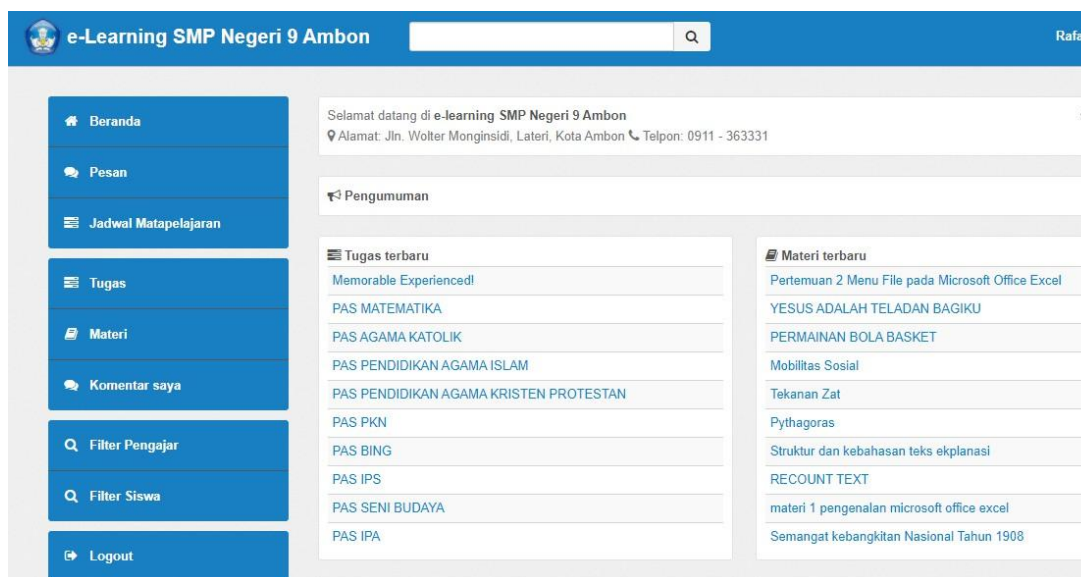 e-Learning SMP Negeri 9 Ambon
Rafa
Beranda
Pesan
Jadwal Matapelajaran
Tugas
Materi
Komentar saya
Filter Pengajar
Filter Siswa
Logout
Selamat datang di e-learning SMP Negeri 9 Ambon
Alamat: Jln. Wolter Monginsidi, Lateri, Kota Ambon Telpon: 0911 - 363331
Pengumuman
Tugas terbaru
Memorable Experienced!
PAS MATEMATIKA
PAS AGAMA KATOLIK
PAS PENDIDIKAN AGAMA ISLAM
PAS PENDIDIKAN AGAMA KRISTEN PROTESTAN
PAS PKN
PAS BING
PAS IPS
PAS SENI BUDAYA
PAS IPA
Materi terbaru
Pertemuan 2 Menu File pada Microsoft Office Excel
YESUS ADALAH TELADAN BAGIKU
PERMAINAN BOLA BASKET
Mobilitas Sosial
Tekanan Zat
Pythagoras
Struktur dan kebahasan teks ekplanasi
RECOUNT TEXT
materi 1 pengenalan microsoft office excel
Semangat kebangkitan Nasional Tahun 1908